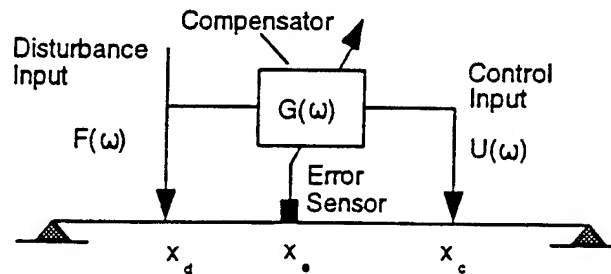 Compensator
Disturbance
Input
Control
Input
G(ω)
F(ω)
U(ω)
Error
Sensor
x d
x e
x c